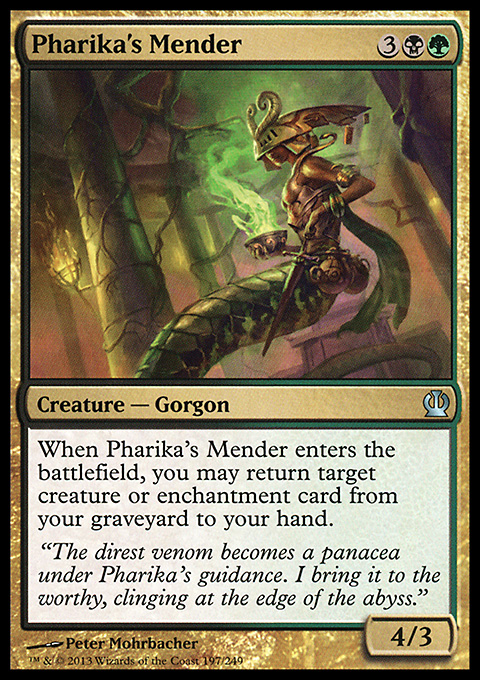 Pharika's Mender 3
Creature — Gorgon
When Pharika's Mender enters the
battlefield, you may return target
creature or enchantment card from
your graveyard to your hand.
“The direst venom becomes a panacea
under Pharika's guidance. I bring it to the
worthy, clinging at the edge of the abyss.”
4/3
Peter Mohrbacher
™ & © 2013 Wizards of the Coast 197/249